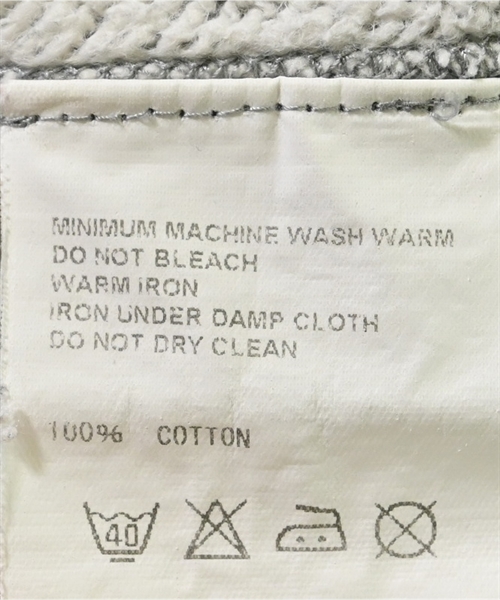 MINIMUM MACHINE WASH WARM
DO NOT BLEACH
WARM IRON
IRON UNDER DAMP CLOTH
DO NOT DRY CLEAN
100% COTTON
40